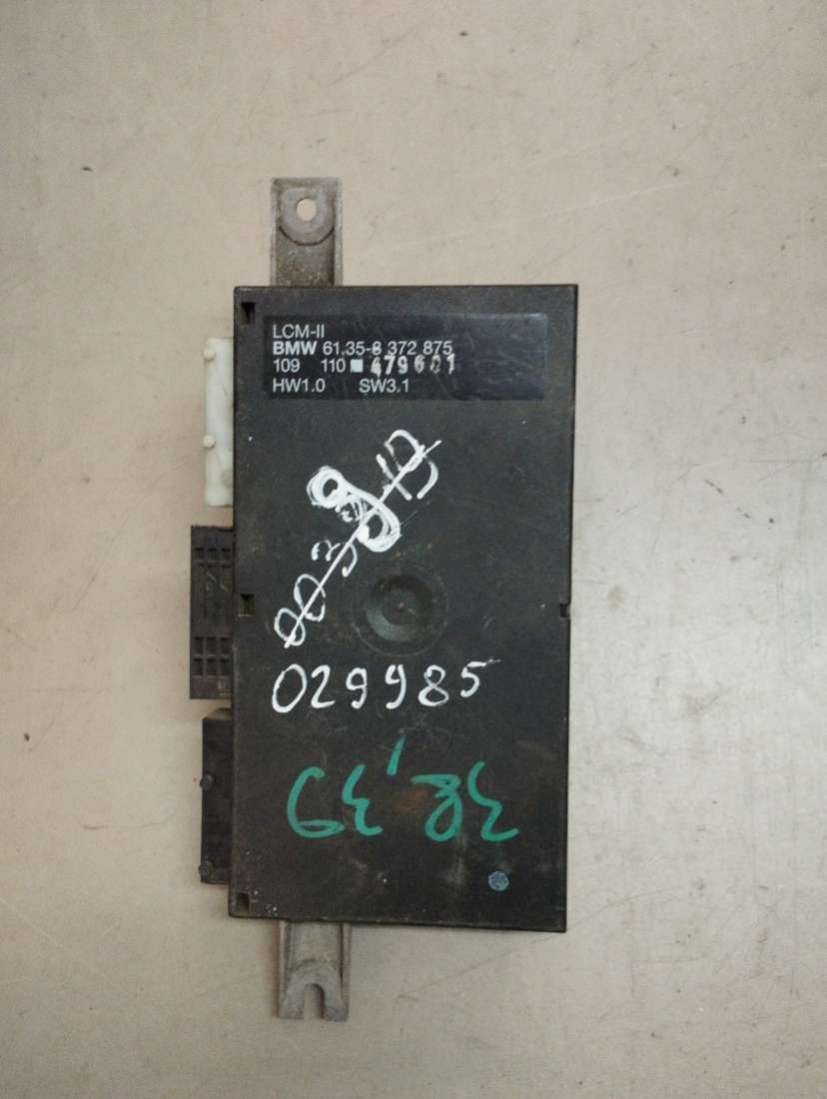 LCM-II
BMW 61.35-8 372 875
109 110 479601
HW1.0 SW3.1
029985